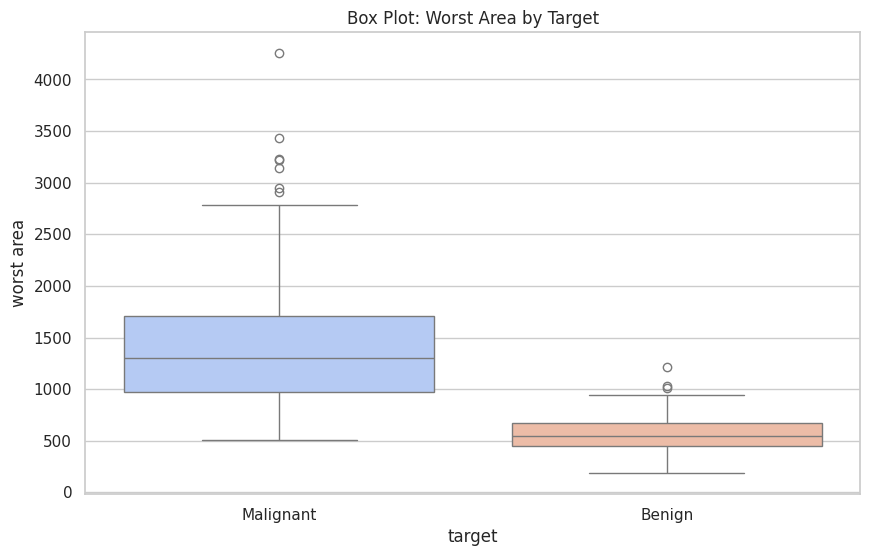 Box Plot: Worst Area by Target
worst area
4000
3500
3000
2500
2000
1500
1000
500
0
Malignant
Benign
target